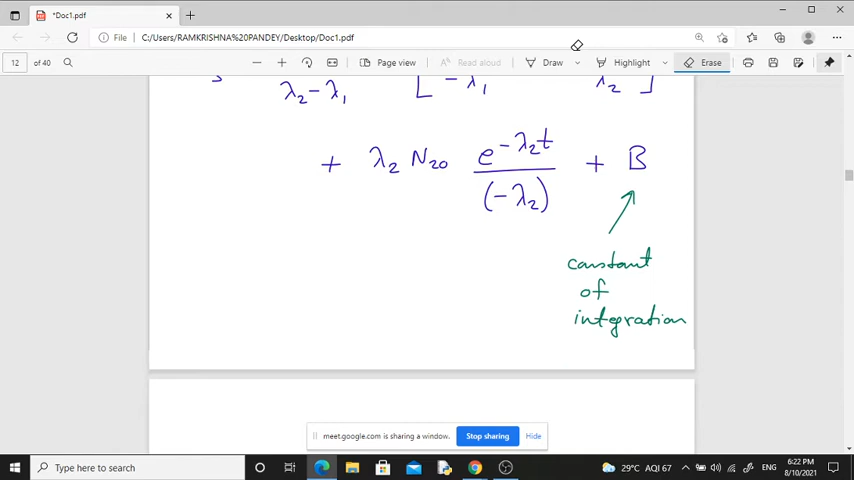 *Doc1.pdf
File C:/Users/RAMKRISHNA%20PANDEY/Desktop/Doc1.pdf
12 of 40 Page view Read aloud Draw Highlight Erase
λ₂-λ₁ [ -λ₁ λ₂ ]
+ λ₂ N₂₀ e^{-λ₂t}/(-λ₂) + B
constant
of
integration
meet.google.com is sharing a window. Stop sharing Hide
Type here to search 29°C AQI 67 ENG 6:22 PM
8/10/2021